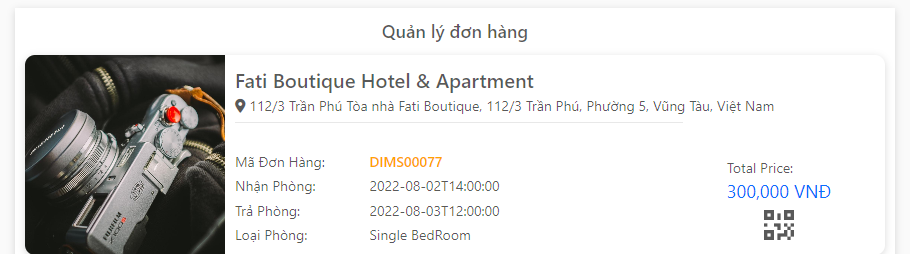 Quản lý đơn hàng
Fati Boutique Hotel & Apartment
112/3 Trần Phú Tòa nhà Fati Boutique, 112/3 Trần Phú, Phường 5, Vũng Tàu, Việt Nam
Mã Đơn Hàng: DIMS00077
Nhận Phòng: 2022-08-02T14:00:00
Trả Phòng: 2022-08-03T12:00:00
Loại Phòng: Single BedRoom
Total Price:
300,000 VNĐ
FUJIFILM